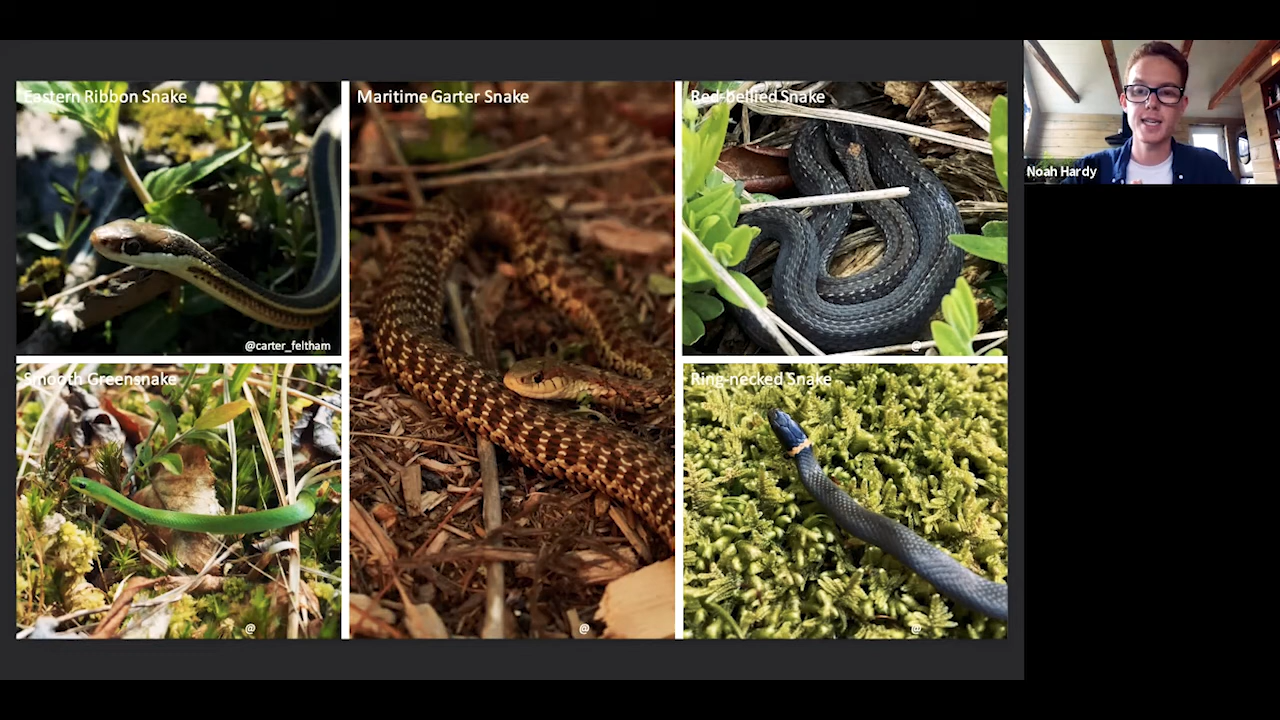 Eastern Ribbon Snake
Maritime Garter Snake
Red-bellied Snake
Noah Hardy
@carter_feltham
@
Smooth Greensnake
Ring-necked Snake
@
@
@